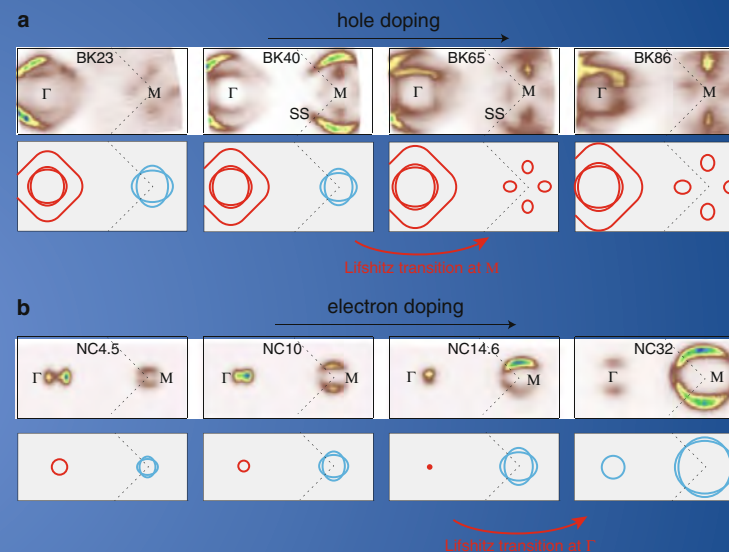 a
hole doping
BK23
BK40
BK65
BK86
Γ
M
Γ
M
SS
Γ
M
SS
Γ
M
Lifshitz transition at M
b
electron doping
NC4.5
NC10
NC14.6
NC32
Γ
M
Γ
M
Γ
M
Γ
M
Lifshitz transition at Γ